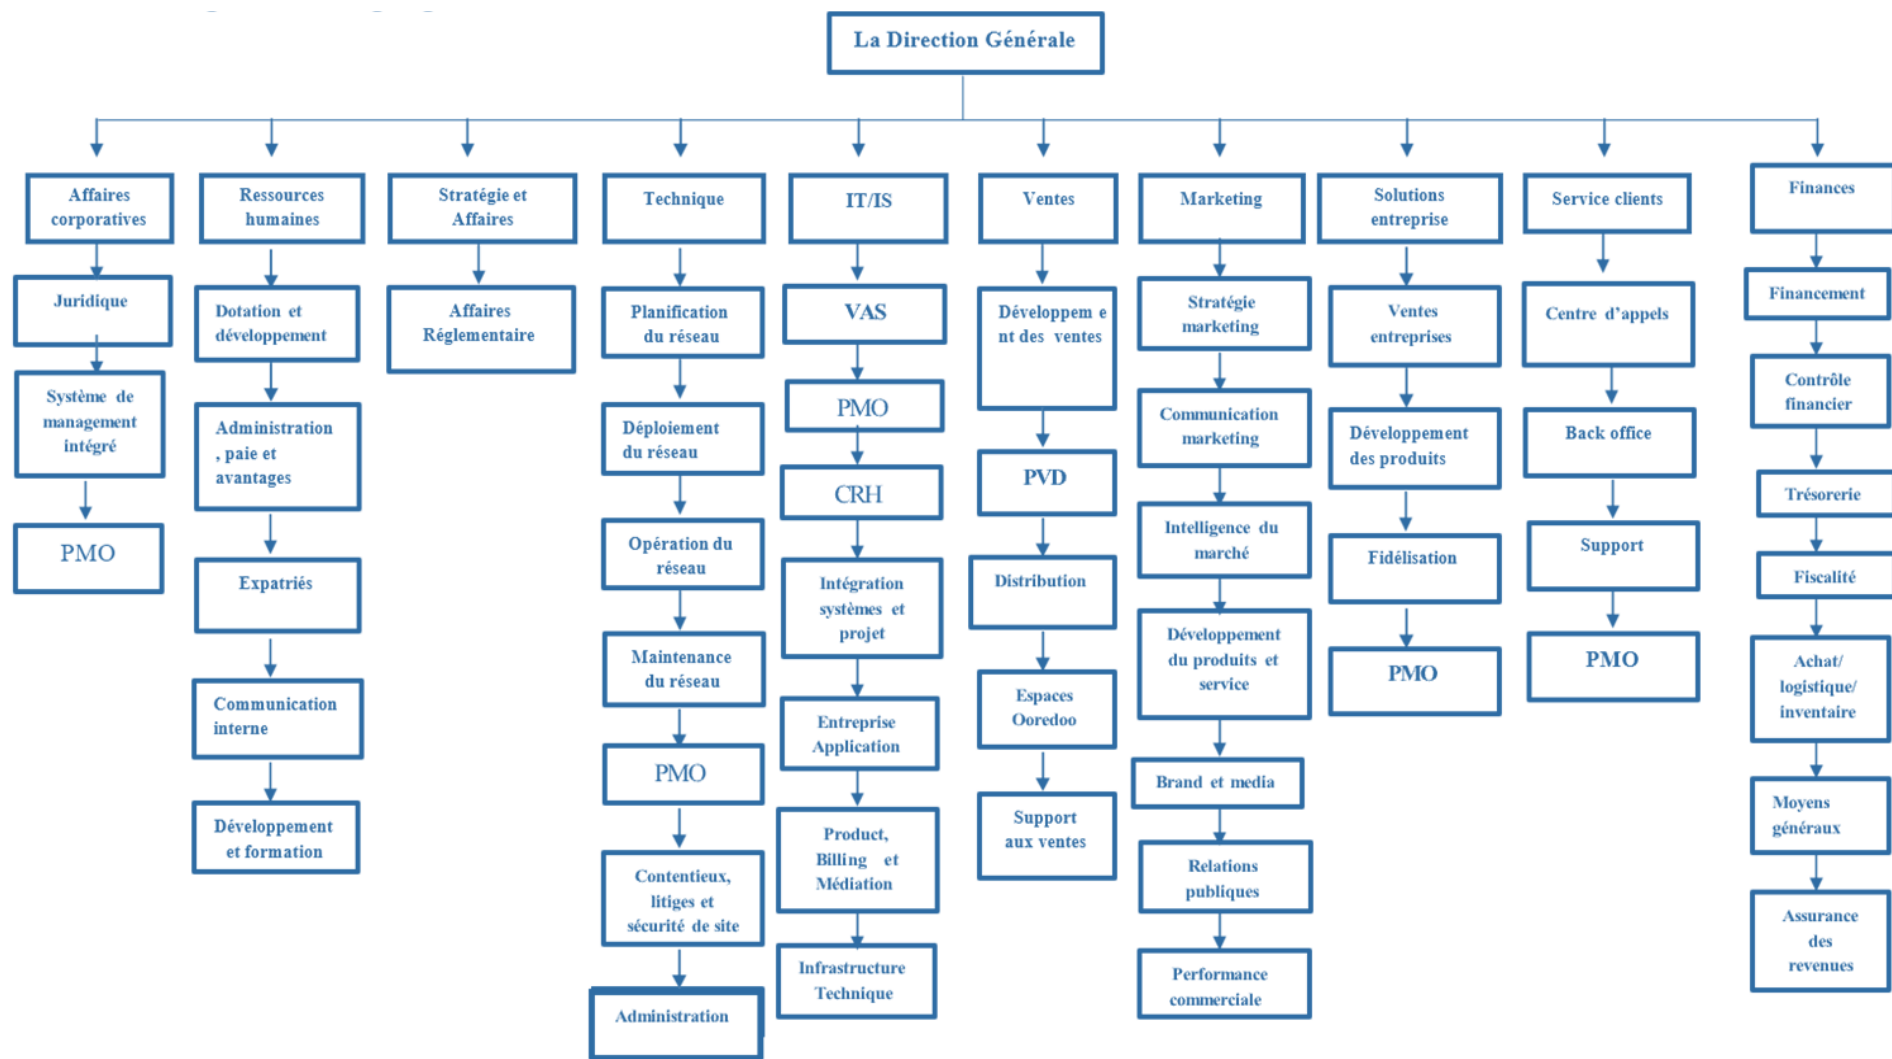 La Direction Générale
Affaires
corporatives
Juridique
Système de
management
intégré
PMO
Ressources
humaines
Dotation et
développement
Administration
, paie et
avantages
Expatriés
Communication
interne
Développement
et formation
Stratégie et
Affaires
Affaires
Réglementaire
Technique
Planification
du réseau
Déploiement
du réseau
Opération du
réseau
Maintenance
du réseau
PMO
Contentieux,
litiges et
sécurité de site
Administration
IT/IS
VAS
PMO
CRH
Intégration
systèmes et
projet
Entreprise
Application
Product,
Billing et
Médiation
Infrastructure
Technique
Ventes
Développem e
nt des ventes
PVD
Distribution
Espaces
Ooredoo
Support
aux ventes
Marketing
Stratégie
marketing
Communication
marketing
Intelligence du
marché
Développement
du produits et
service
Brand et media
Relations
publiques
Performance
commerciale
Solutions
entreprise
Ventes
entreprises
Développement
des produits
Fidélisation
PMO
Service clients
Centre d'appels
Back office
Support
PMO
Finances
Financement
Contrôle
financier
Trésorerie
Fiscalité
Achat/
logistique/
inventaire
Moyens
généraux
Assurance
des
revenues